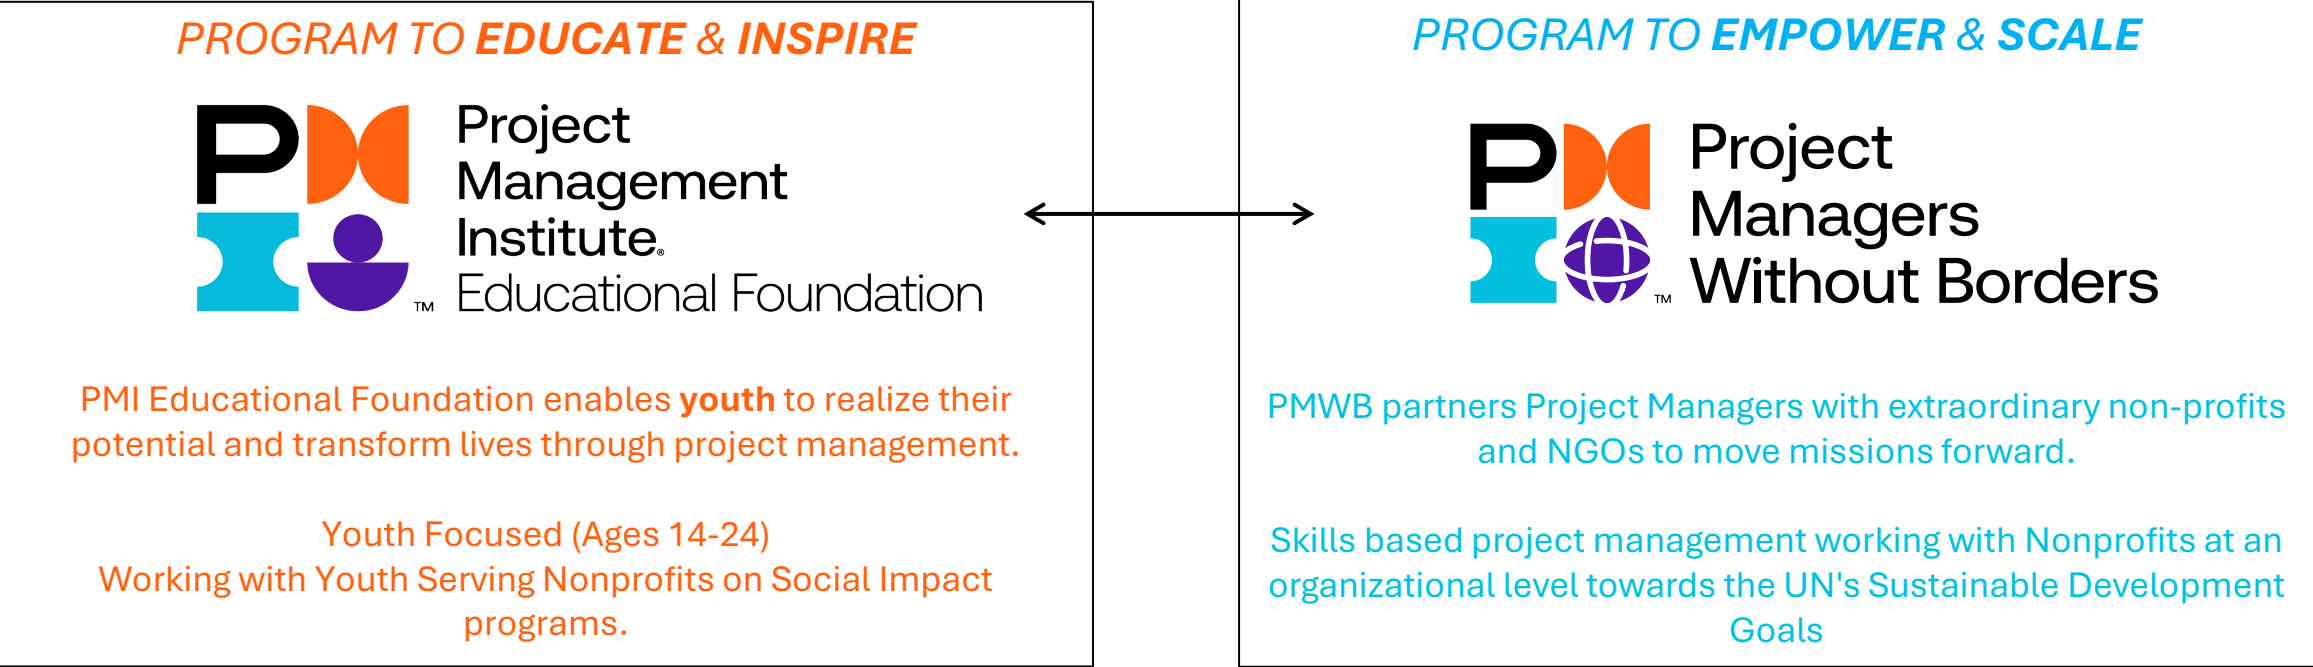 PROGRAM TO EDUCATE & INSPIRE
PM
Project
Management
Institute®
Educational Foundation
I
™
PMI Educational Foundation enables youth to realize their
potential and transform lives through project management.
Youth Focused (Ages 14-24)
Working with Youth Serving Nonprofits on Social Impact
programs.
PROGRAM TO EMPOWER & SCALE
PM
Project
Managers
Without Borders
I
™
PMWB partners Project Managers with extraordinary non-profits
and NGOs to move missions forward.
Skills based project management working with Nonprofits at an
organizational level towards the UN's Sustainable Development
Goals